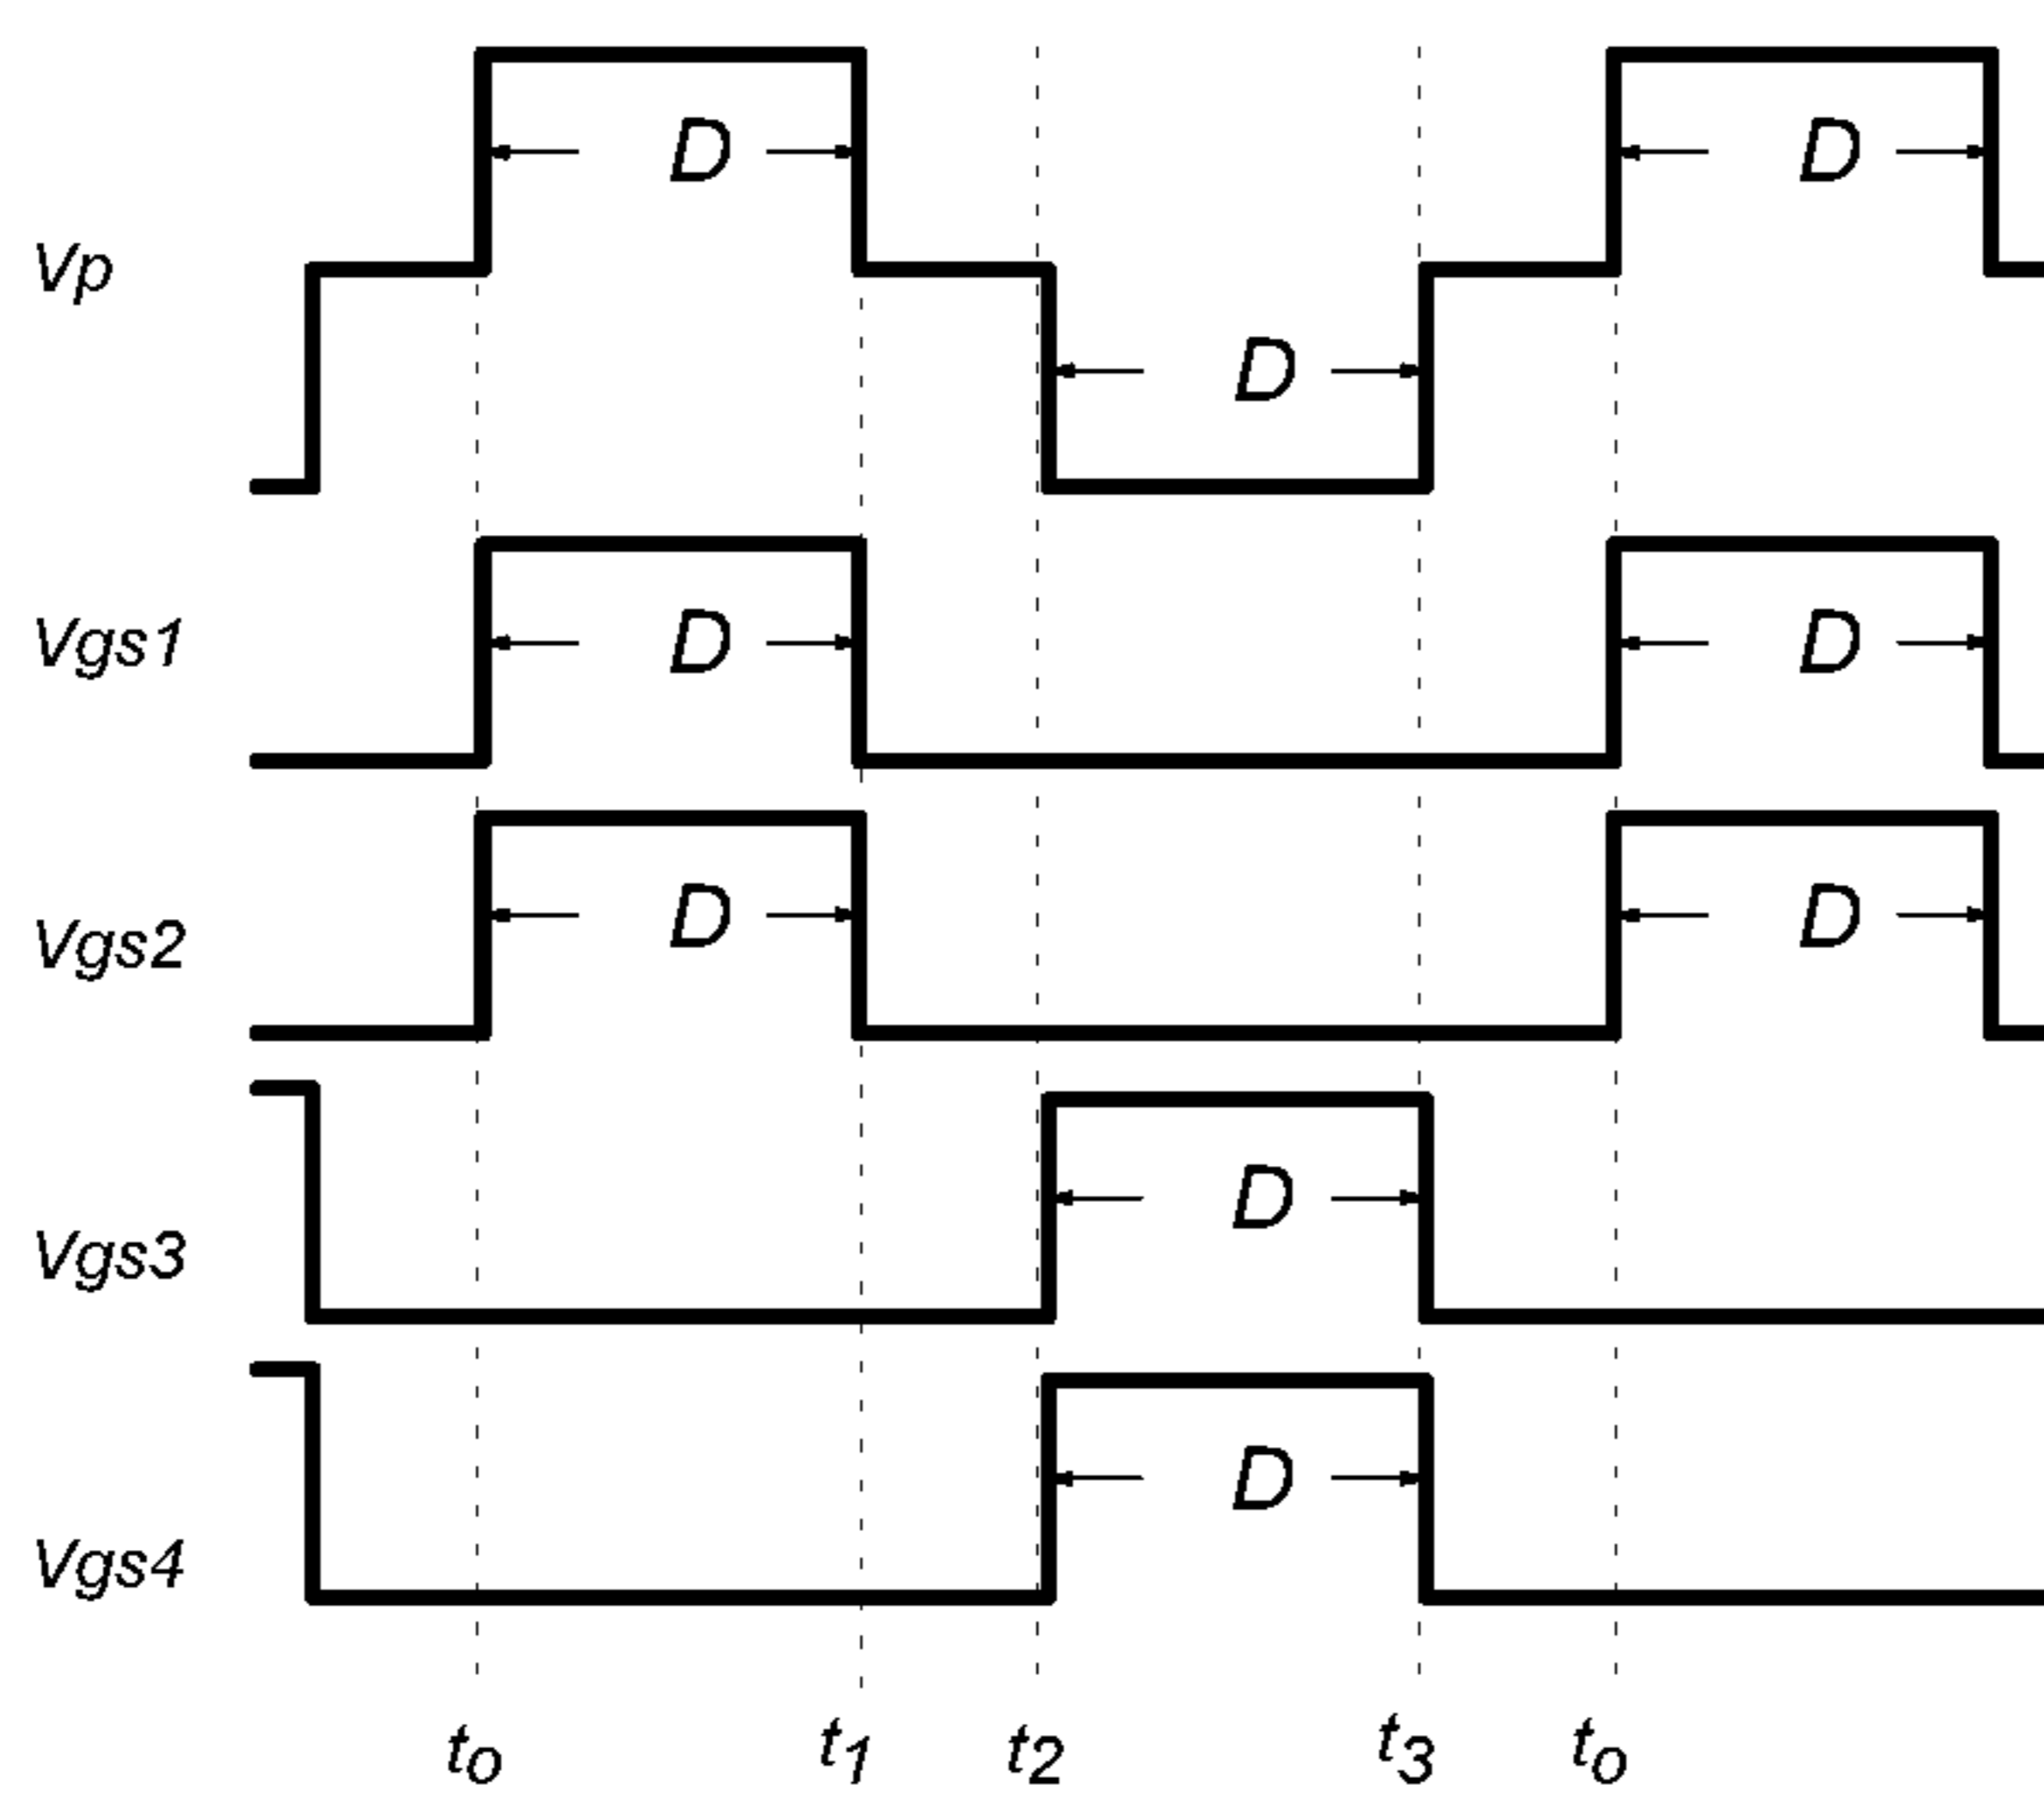 D D
Vp
D
Vgs1 D D
Vgs2 D D
Vgs3 D
Vgs4 D
to t1 t2 t3 to